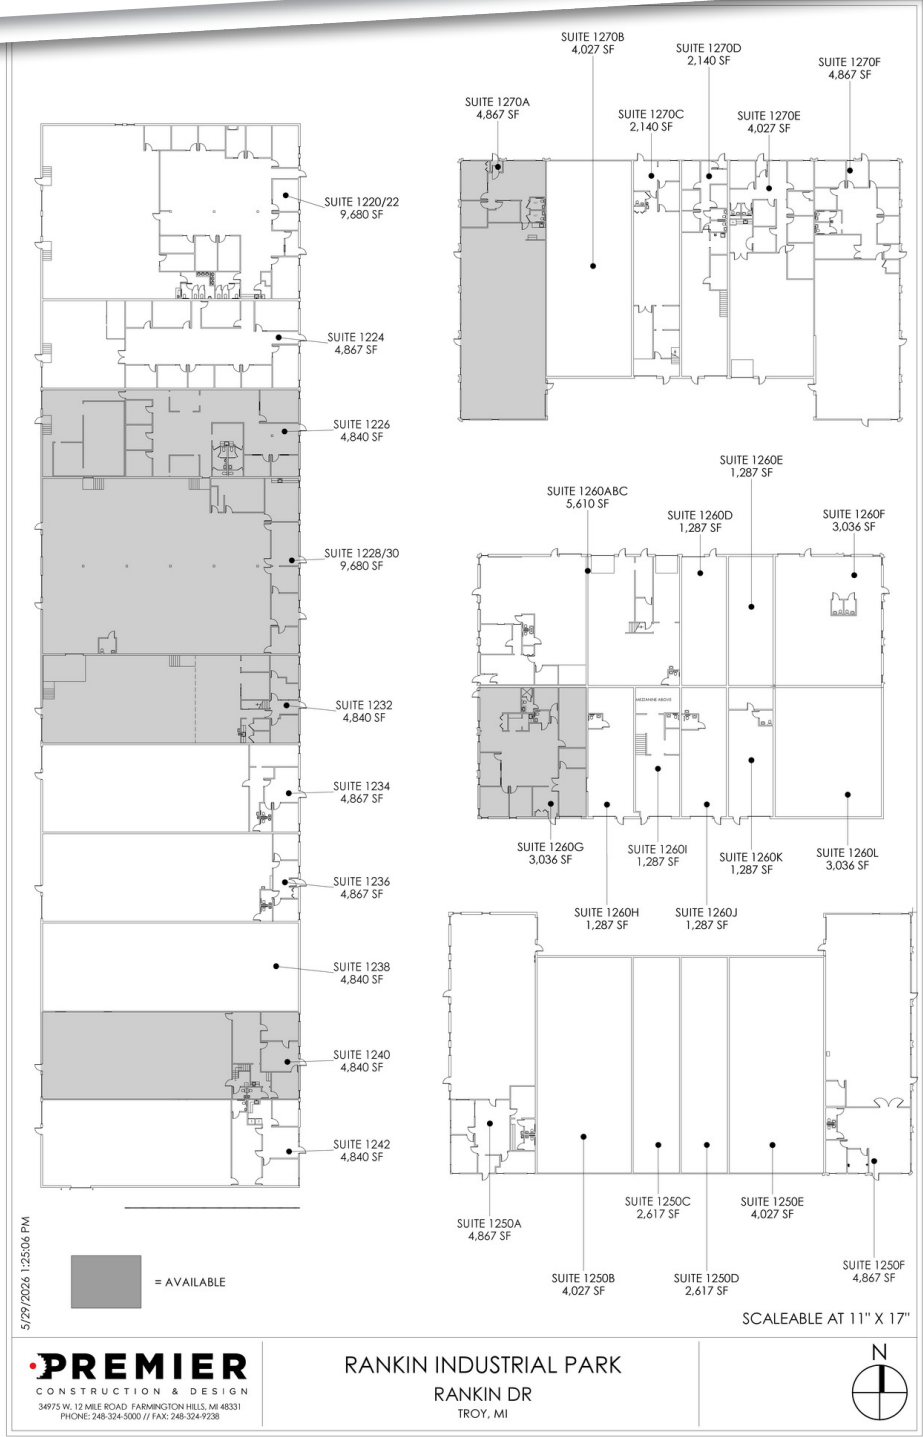 SUITE 1270B
4,027 SF
SUITE 1270D
2,140 SF
SUITE 1270F
4,867 SF
SUITE 1270A
4,867 SF
SUITE 1270C
2,140 SF
SUITE 1270E
4,027 SF
SUITE 1220/22
9,680 SF
SUITE 1224
4,867 SF
SUITE 1226
4,840 SF
SUITE 1228/30
9,680 SF
SUITE 1232
4,840 SF
SUITE 1234
4,867 SF
SUITE 1236
4,867 SF
SUITE 1238
4,840 SF
SUITE 1240
4,840 SF
SUITE 1242
4,840 SF
SUITE 1260E
1,287 SF
SUITE 1260ABC
5,610 SF
SUITE 1260D
1,287 SF
SUITE 1260F
3,036 SF
MEZZANINE ABOVE
SUITE 1260G
3,036 SF
SUITE 1260I
1,287 SF
SUITE 1260K
1,287 SF
SUITE 1260L
3,036 SF
SUITE 1260H
1,287 SF
SUITE 1260J
1,287 SF
SUITE 1250A
4,867 SF
SUITE 1250C
2,617 SF
SUITE 1250E
4,027 SF
SUITE 1250B
4,027 SF
SUITE 1250D
2,617 SF
SUITE 1250F
4,867 SF
5/29/2026 1:25:06 PM
= AVAILABLE
SCALEABLE AT 11" X 17"
PREMIER
CONSTRUCTION & DESIGN
34975 W. 12 MILE ROAD FARMINGTON HILLS, MI 48331
PHONE: 248-324-5000 // FAX: 248-324-9238
RANKIN INDUSTRIAL PARK
RANKIN DR
TROY, MI
N